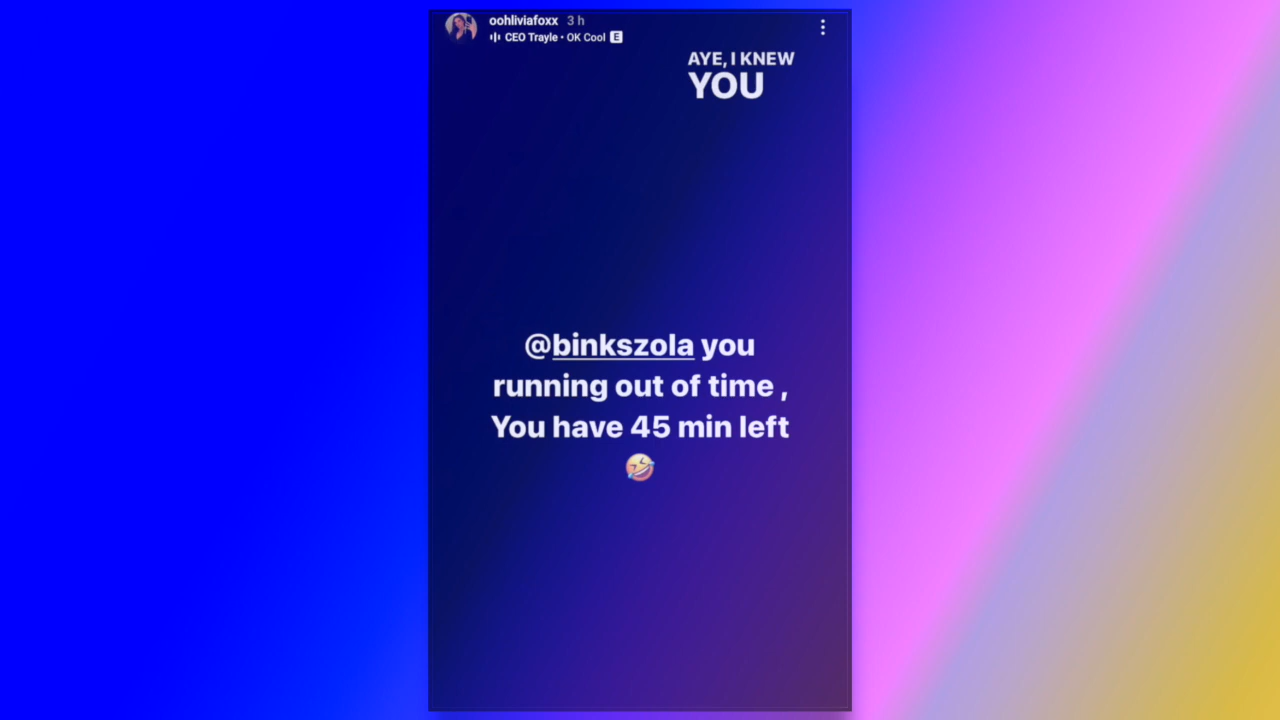 oohliviafoxx 3 h
CEO Trayle • OK Cool E
AYE, I KNEW
YOU
@binkszola you
running out of time ,
You have 45 min left
🤣